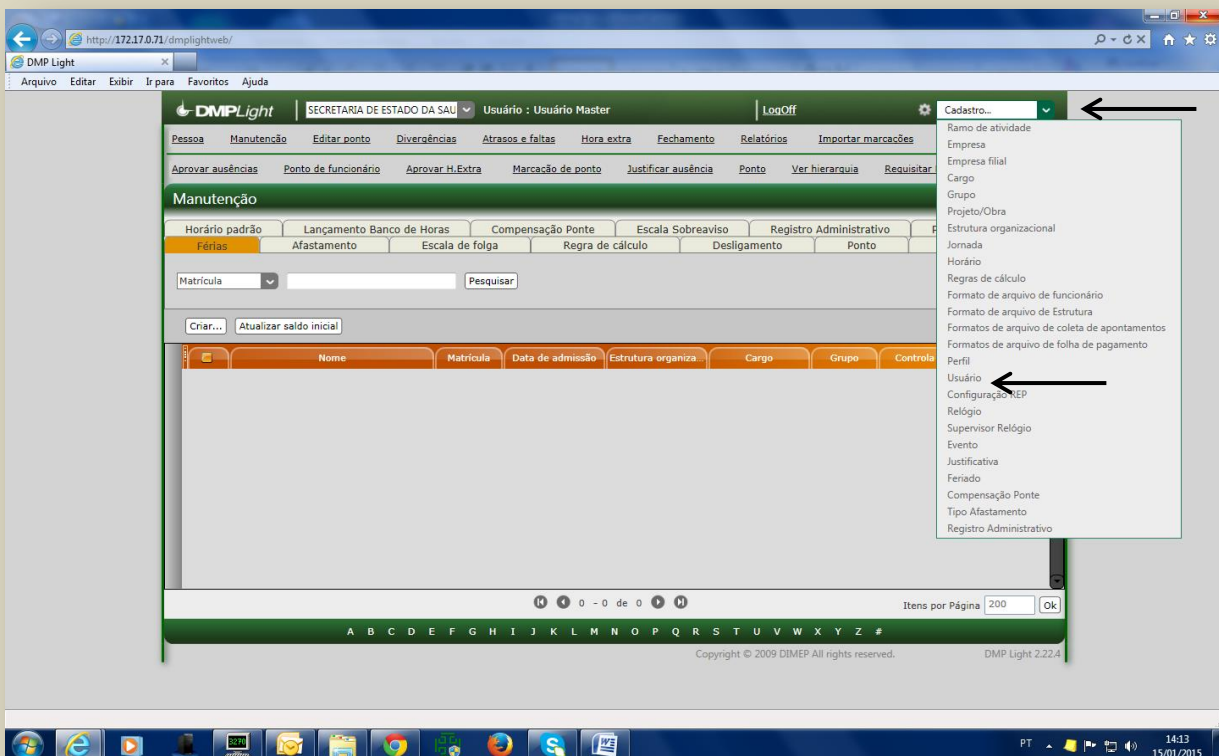 http://172.17.0.71/dmplightweb/
DMP Light
Arquivo Editar Exibir Ir para Favoritos Ajuda
DMPLight SECRETARIA DE ESTADO DA SAU Usuário : Usuário Master LogOff Cadastro...
Pessoa Manutenção Editar ponto Divergências Atrasos e faltas Hora extra Fechamento Relatórios Importar marcações
Aprovar ausências Ponto de funcionário Aprovar H.Extra Marcação de ponto Justificar ausência Ponto Ver hierarquia Requisitar
Manutenção
Horário padrão Lançamento Banco de Horas Compensação Ponte Escala Sobreaviso Registro Administrativo
Férias Afastamento Escala de folga Regra de cálculo Desligamento Ponto
Matrícula Pesquisar
Criar... Atualizar saldo inicial
Nome Matrícula Data de admissão Estrutura organiza... Cargo Grupo Controla
Ramo de atividade
Empresa
Empresa filial
Cargo
Grupo
Projeto/Obra
Estrutura organizacional
Jornada
Horário
Regras de cálculo
Formato de arquivo de funcionário
Formato de arquivo de Estrutura
Formatos de arquivo de coleta de apontamentos
Formatos de arquivo de folha de pagamento
Perfil
Usuário
Configuração REP
Relógio
Supervisor Relógio
Evento
Justificativa
Feriado
Compensação Ponte
Tipo Afastamento
Registro Administrativo
0 - 0 de 0 Itens por Página 200 Ok
A B C D E F G H I J K L M N O P Q R S T U V W X Y Z #
Copyright © 2009 DIMEP All rights reserved. DMP Light 2.22.4
3270
PT 14:13
15/01/2015